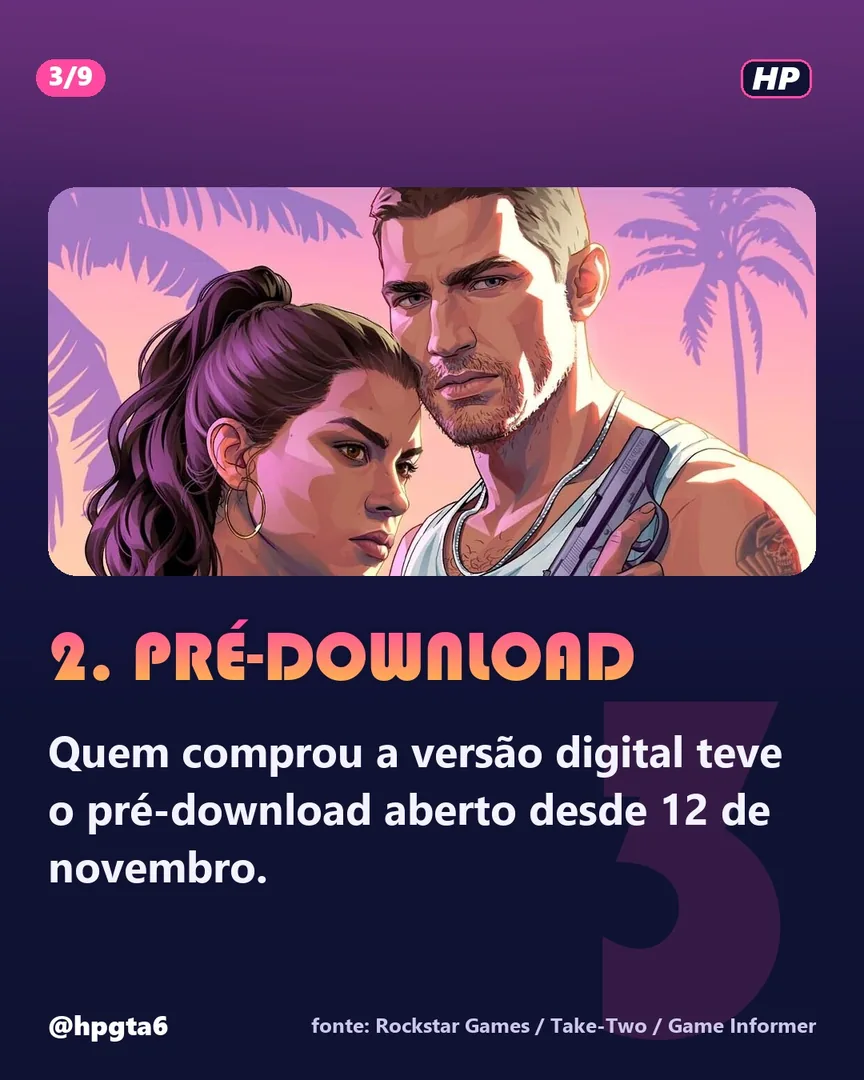 3/9
HP
2. PRÉ-DOWNLOAD
Quem comprou a versão digital teve
o pré-download aberto desde 12 de
novembro.
3
@hpgta6
fonte: Rockstar Games / Take-Two / Game Informer